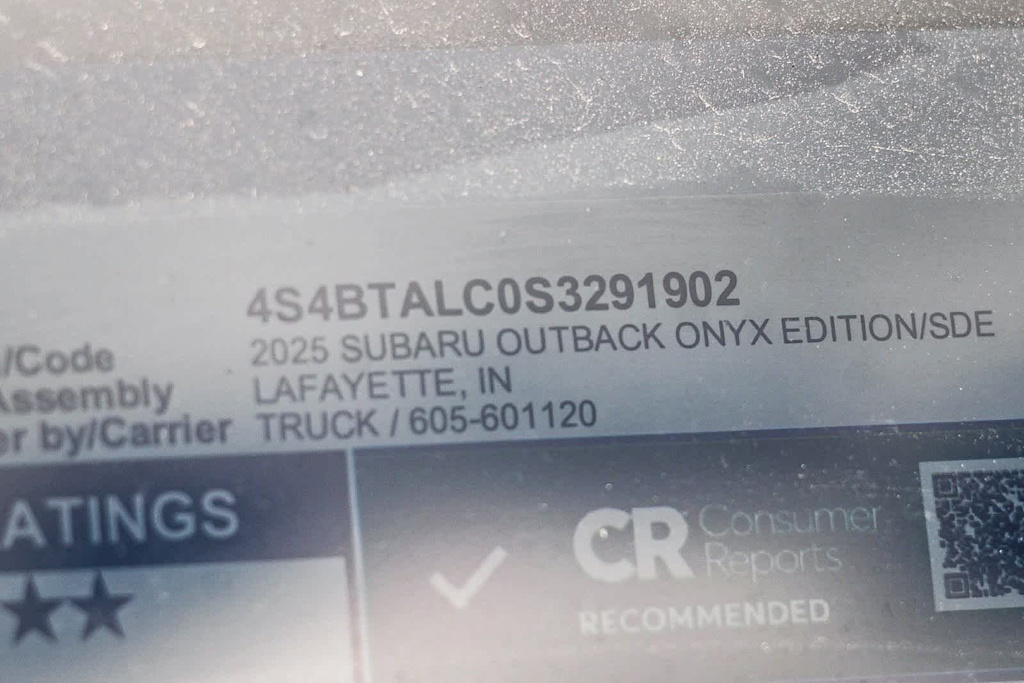 4S4BTALC0S3291902
/Code 2025 SUBARU OUTBACK ONYX EDITION/SDE
Assembly LAFAYETTE, IN
er by/Carrier TRUCK / 605-601120
ATINGS
CR Consumer Reports
RECOMMENDED